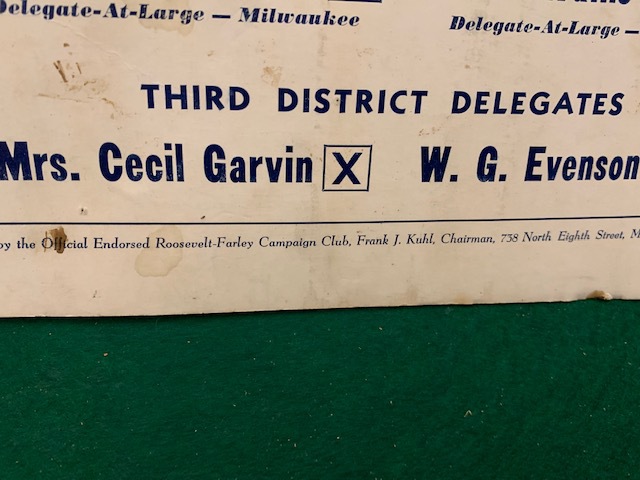 Delegate-At-Large — Milwaukee
Delegate-At-Large —
THIRD DISTRICT DELEGATES
Mrs. Cecil Garvin X W. G. Evenson
by the Official Endorsed Roosevelt-Farley Campaign Club, Frank J. Kuhl, Chairman, 738 North Eighth Street, M